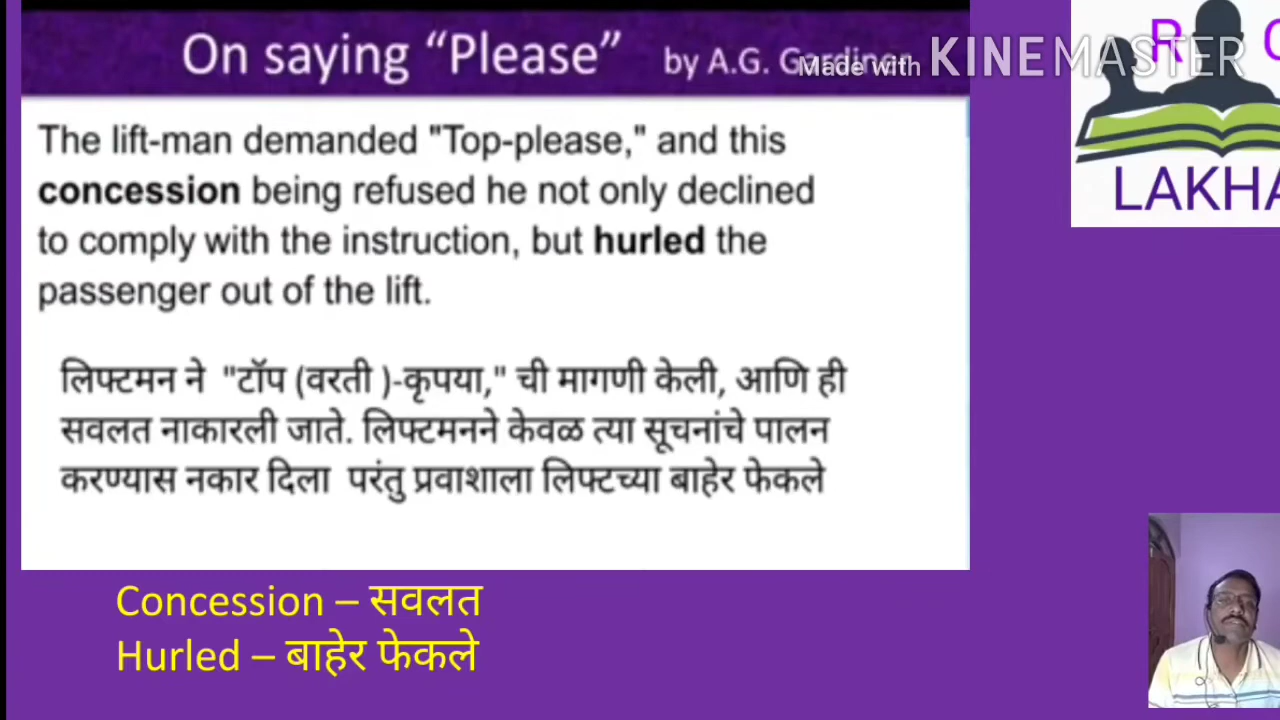 On saying “Please” by A.G. Gardiner
Made with KINEMASTER
R
LAKHA
The lift-man demanded "Top-please," and this
concession being refused he not only declined
to comply with the instruction, but hurled the
passenger out of the lift.
लिफ्टमन ने "टॉप (वरती )-कृपया," ची मागणी केली, आणि ही
सवलत नाकारली जाते. लिफ्टमनने केवळ त्या सूचनांचे पालन
करण्यास नकार दिला परंतु प्रवाशाला लिफ्टच्या बाहेर फेकले
Concession – सवलत
Hurled – बाहेर फेकले